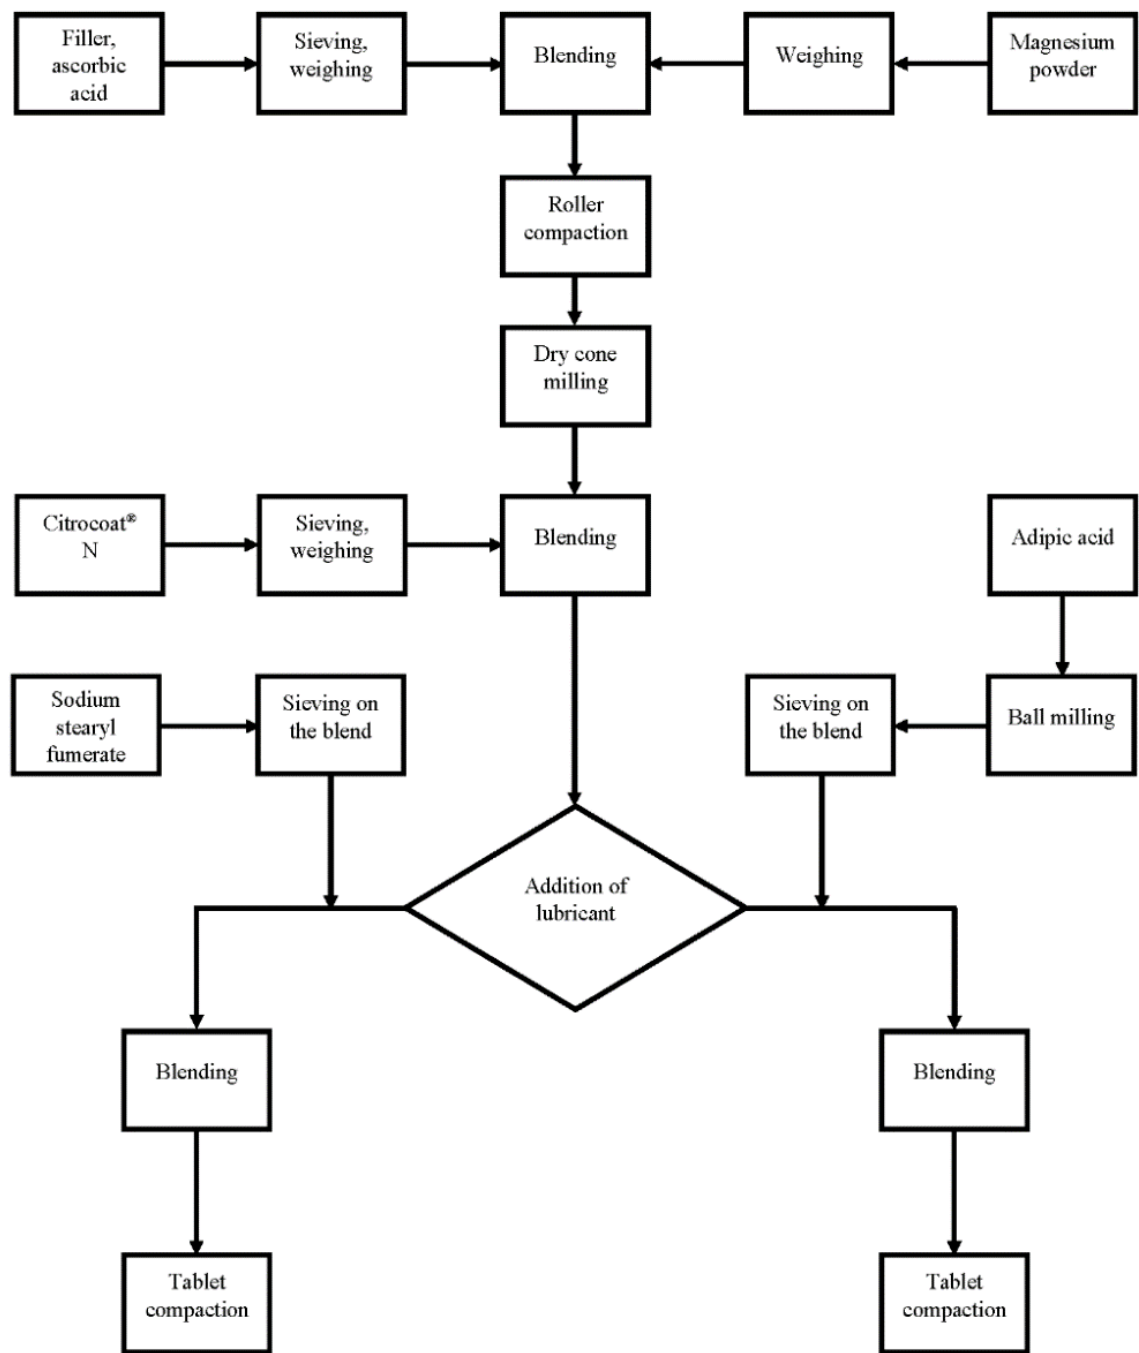 Filler,
ascorbic
acid
Sieving,
weighing
Blending
Weighing
Magnesium
powder
Roller
compaction
Dry cone
milling
Citrocoat®
N
Sieving,
weighing
Blending
Adipic acid
Sodium
stearyl
fumerate
Sieving on
the blend
Sieving on
the blend
Ball milling
Addition of
lubricant
Blending
Blending
Tablet
compaction
Tablet
compaction